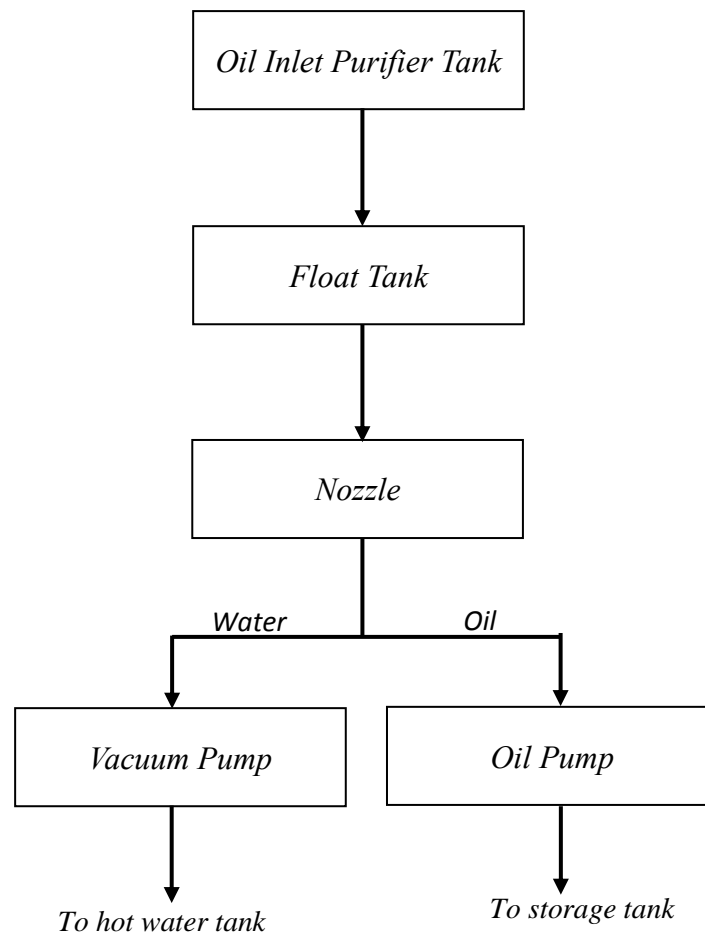 Oil Inlet Purifier Tank
Float Tank
Nozzle
Water
Oil
Vacuum Pump
Oil Pump
To hot water tank
To storage tank